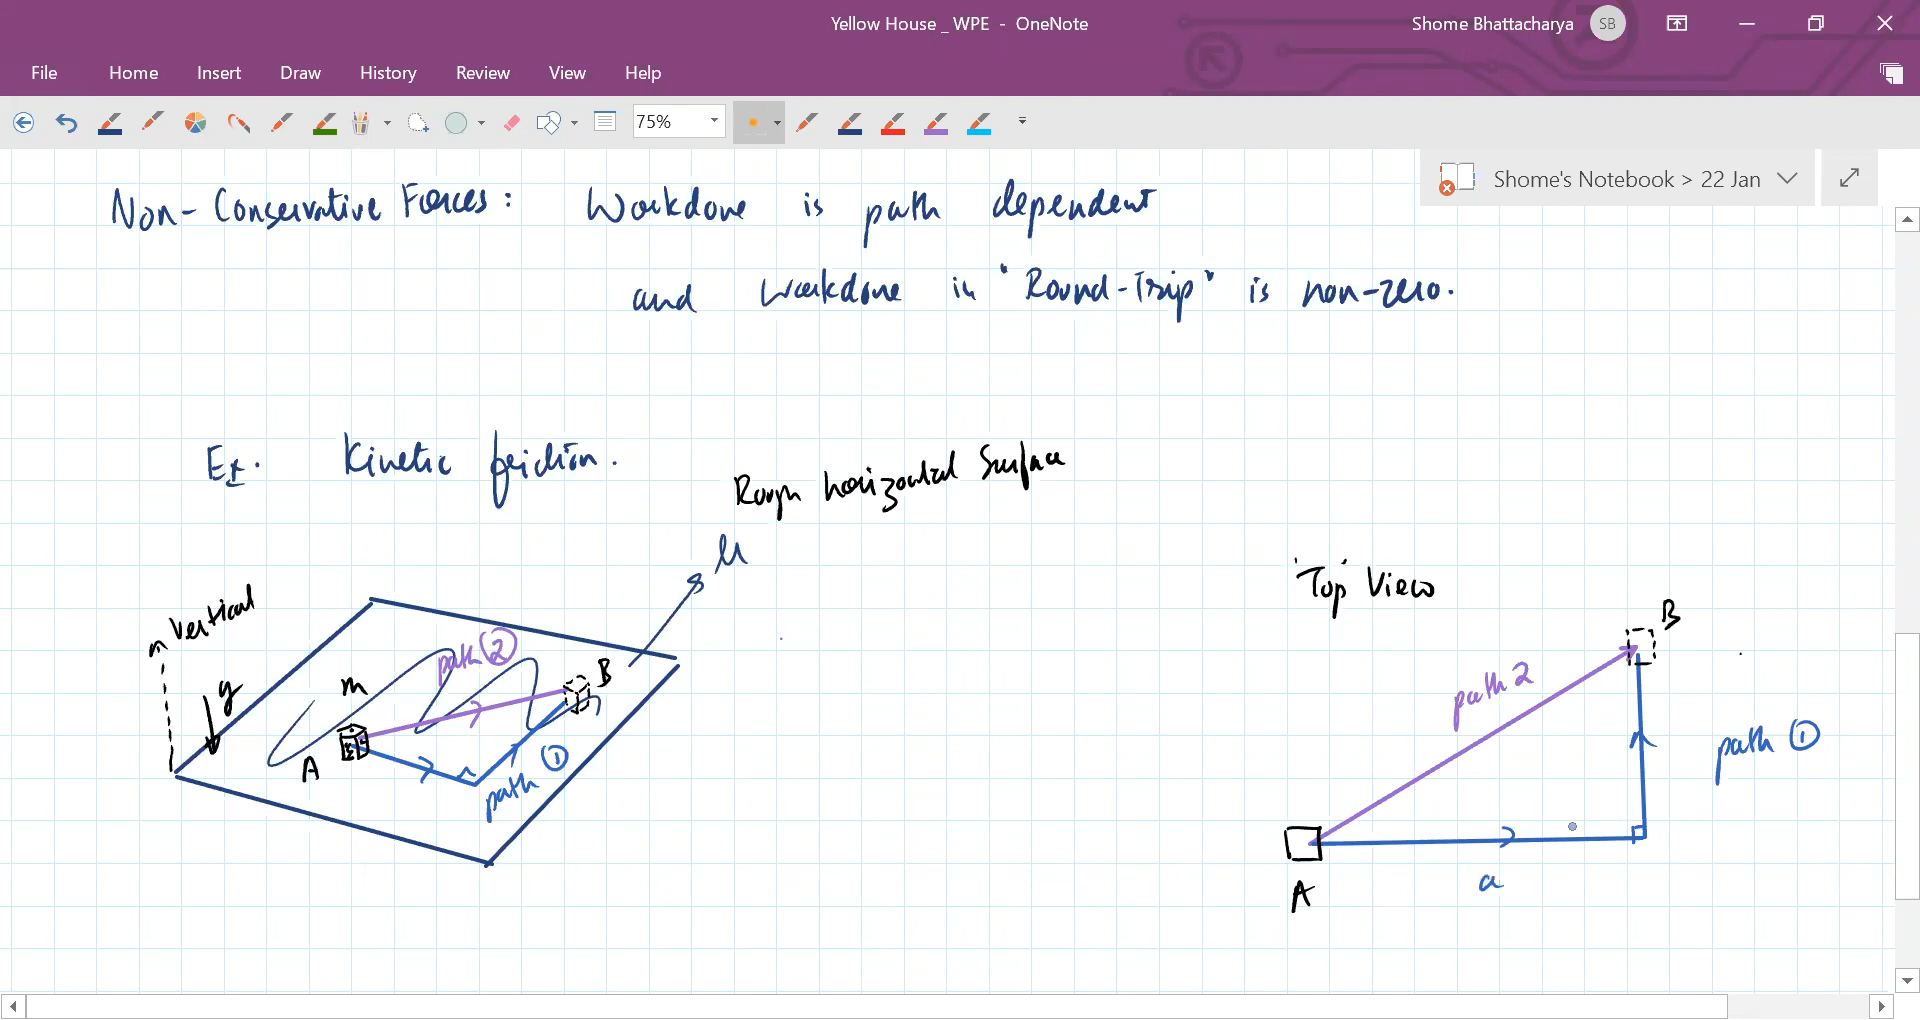 Yellow House _ WPE - OneNote
Shome Bhattacharya SB
File Home Insert Draw History Review View Help
75%
Shome's Notebook > 22 Jan
Non-Conservative Forces: Workdone is path dependent
and workdone in "Round-Trip" is non-zero.
Ex. Kinetic friction.
Rough horizontal Surface
μ
'Top' View
Vertical
B
path ②
B
m
g
path 2
A
path ①
path ①
a
A